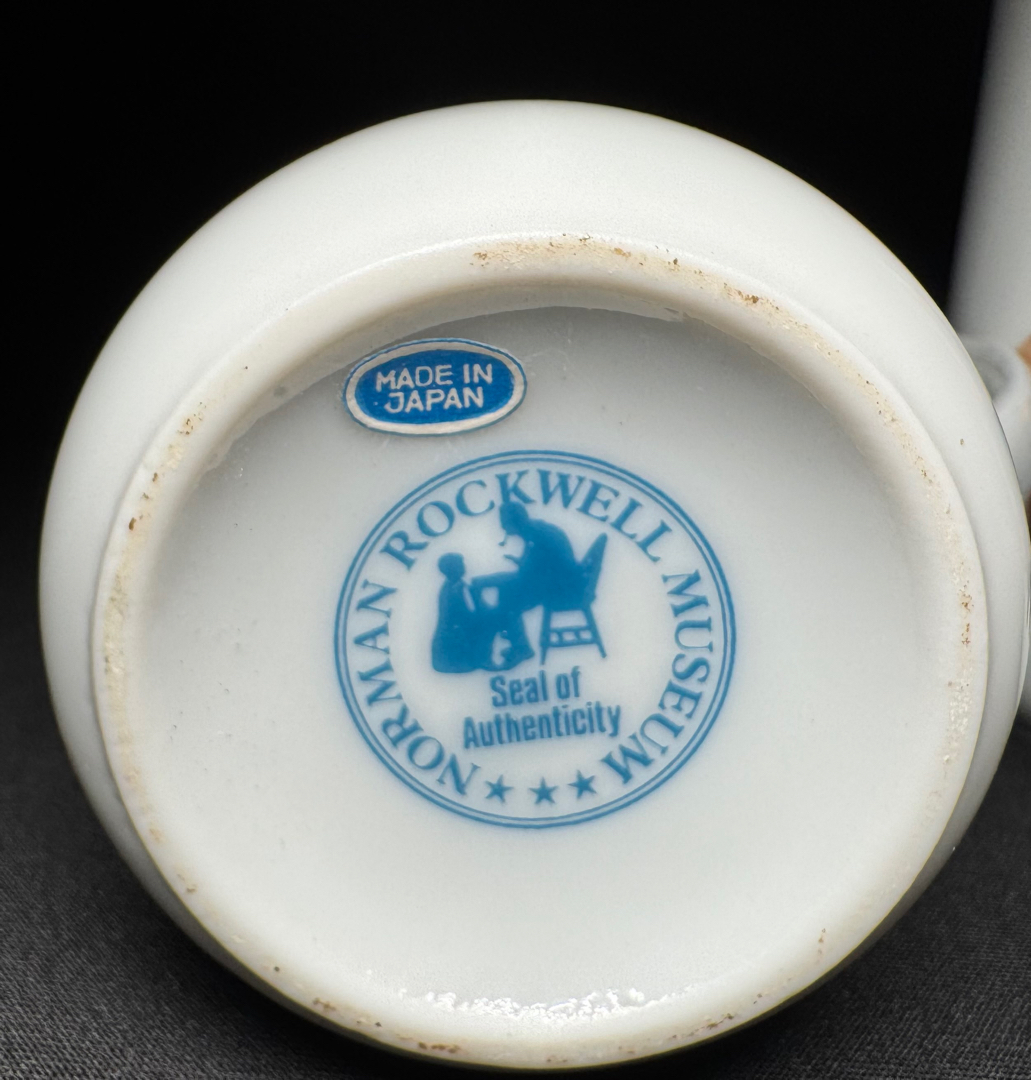 MADE IN
JAPAN
NORMAN ROCKWELL MUSEUM
Seal of
Authenticity